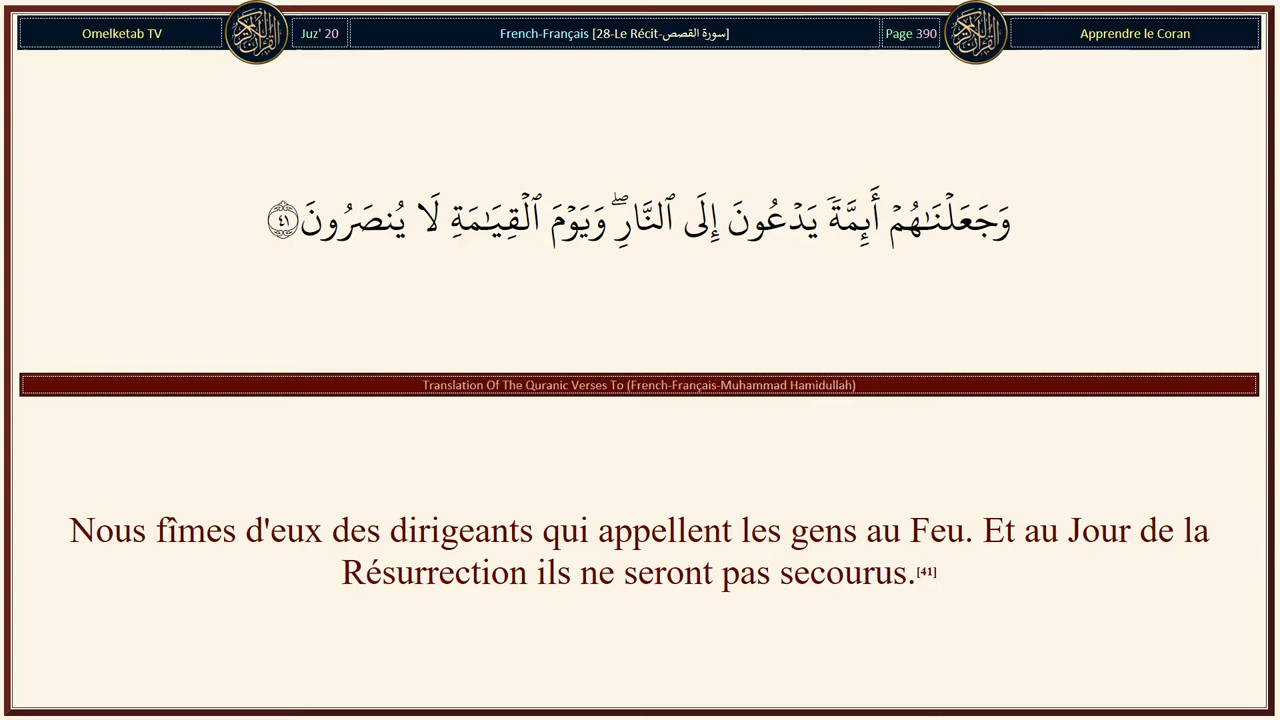 Omelketab TV
Juz' 20
French-Français [28-Le Récit-سورة القصص]
Page 390
Apprendre le Coran
وَجَعَلۡنَٰهُمۡ أَئِمَّةٗ يَدۡعُونَ إِلَى ٱلنَّارِۖ وَيَوۡمَ ٱلۡقِيَٰمَةِ لَا يُنصَرُونَ ٤١
Translation Of The Quranic Verses To (French-Français-Muhammad Hamidullah)
Nous fîmes d'eux des dirigeants qui appellent les gens au Feu. Et au Jour de la
Résurrection ils ne seront pas secourus.[41]